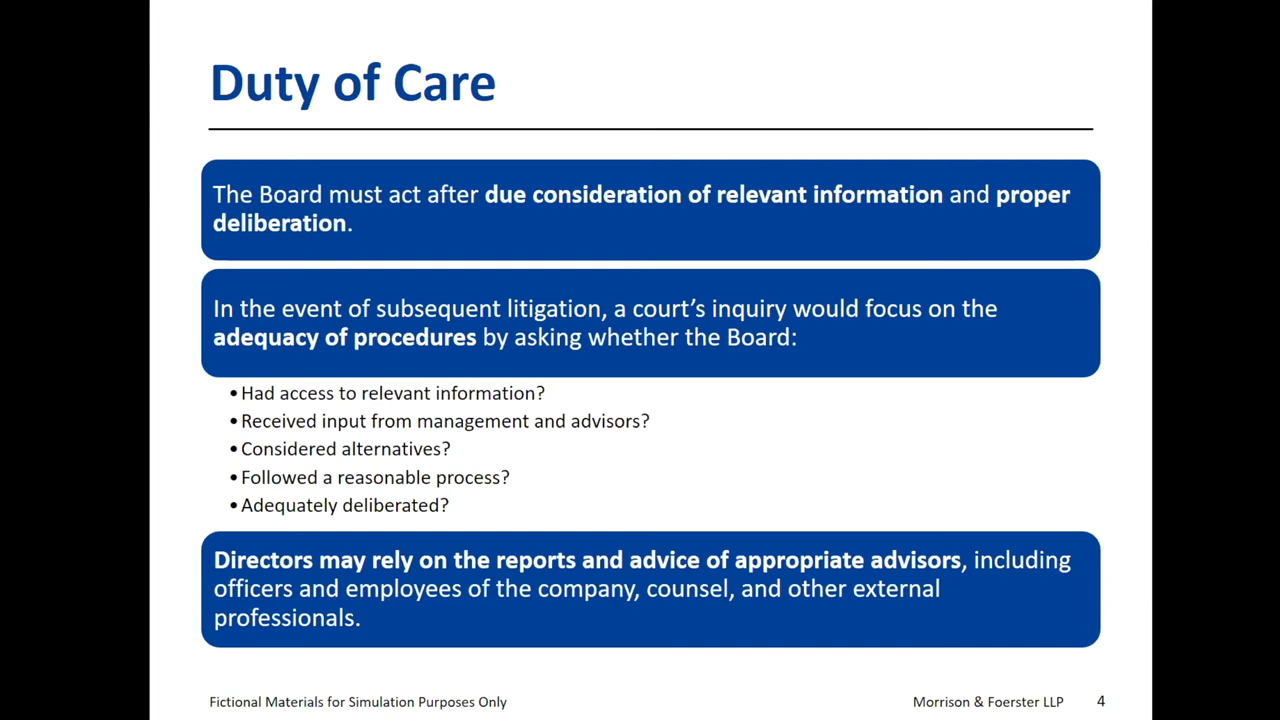 Duty of Care
The Board must act after due consideration of relevant information and proper
deliberation.
In the event of subsequent litigation, a court’s inquiry would focus on the
adequacy of procedures by asking whether the Board:
•Had access to relevant information?
•Received input from management and advisors?
•Considered alternatives?
•Followed a reasonable process?
•Adequately deliberated?
Directors may rely on the reports and advice of appropriate advisors, including
officers and employees of the company, counsel, and other external
professionals.
Fictional Materials for Simulation Purposes Only
Morrison & Foerster LLP 4